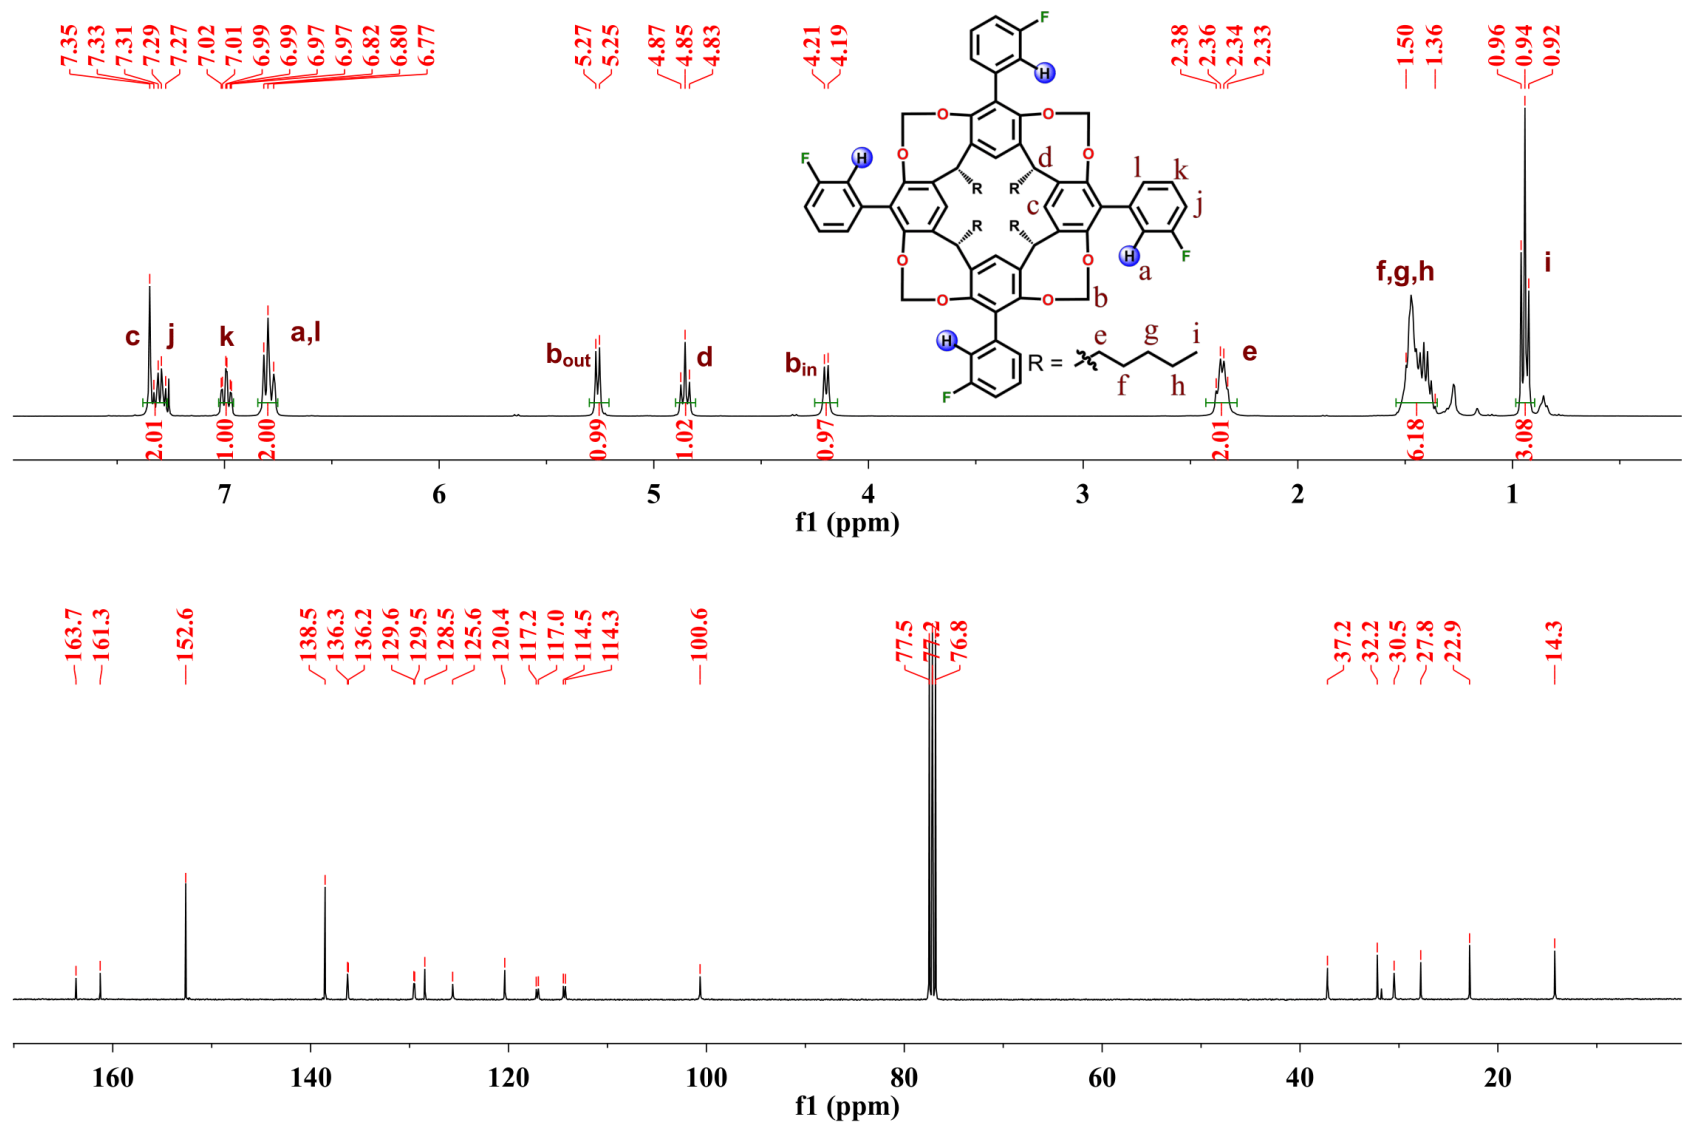 7.35 7.33 7.31 7.29 7.27 7.02 7.01 6.99 6.99 6.97 6.97 6.82 6.80 6.77 5.27 5.25 4.87 4.85 4.83 4.21 4.19 2.38 2.36 2.34 2.33 1.50 1.36 0.96 0.94 0.92
F
H
O O
F H O O d l k
R R
c j
R R
O O H a F
O O b
H
F
R = e g i
f h
c j k a,l bout d bin e f,g,h i
2.01 1.00 2.00 0.99 1.02 0.97 2.01 6.18 3.08
7 6 5 4 3 2 1
f1 (ppm)
163.7 161.3 152.6 138.5 136.3 136.2 129.6 129.5 128.5 125.6 120.4 117.2 117.0 114.5 114.3 100.6 77.5 77.2 76.8 37.2 32.2 30.5 27.8 22.9 14.3
160 140 120 100 80 60 40 20
f1 (ppm)